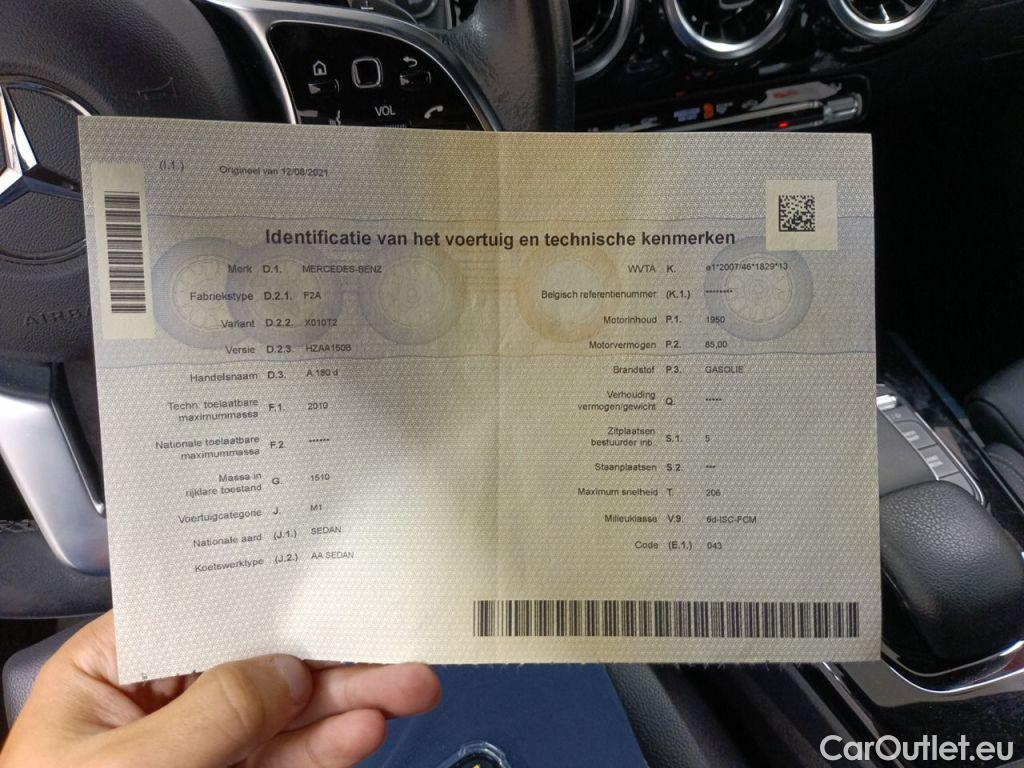 VOL
(I.1.) Origineel van 12/08/2021
Identificatie van het voertuig en technische kenmerken
Merk D.1. MERCEDES-BENZ
Fabriekstype D.2.1. F2A
Variant D.2.2. X010T2
Versie D.2.3. HZAA150B
Handelsnaam D.3. A 180 d
Techn. toelaatbare
maximummassa F.1. 2010
Nationale toelaatbare
maximummassa F.2. ******
Massa in
rijklare toestand G. 1510
Voertuigcategorie J. M1
Nationale aard (J.1.) SEDAN
Koetswerktype (J.2.) AA SEDAN
WVTA K. e1*2007/46*1829*13
Belgisch referentienummer (K.1.) ********
Motorinhoud P.1. 1950
Motorvermogen P.2. 85,00
Brandstof P.3. GASOLIE
Verhouding
vermogen/gewicht Q. *****
Zitplaatsen
bestuurder inb. S.1. 5
Staanplaatsen S.2. ***
Maximum snelheid T. 206
Milieuklasse V.9. 6d-ISC-FCM
Code (E.1.) 043
AIRBAG
CarOutlet.eu